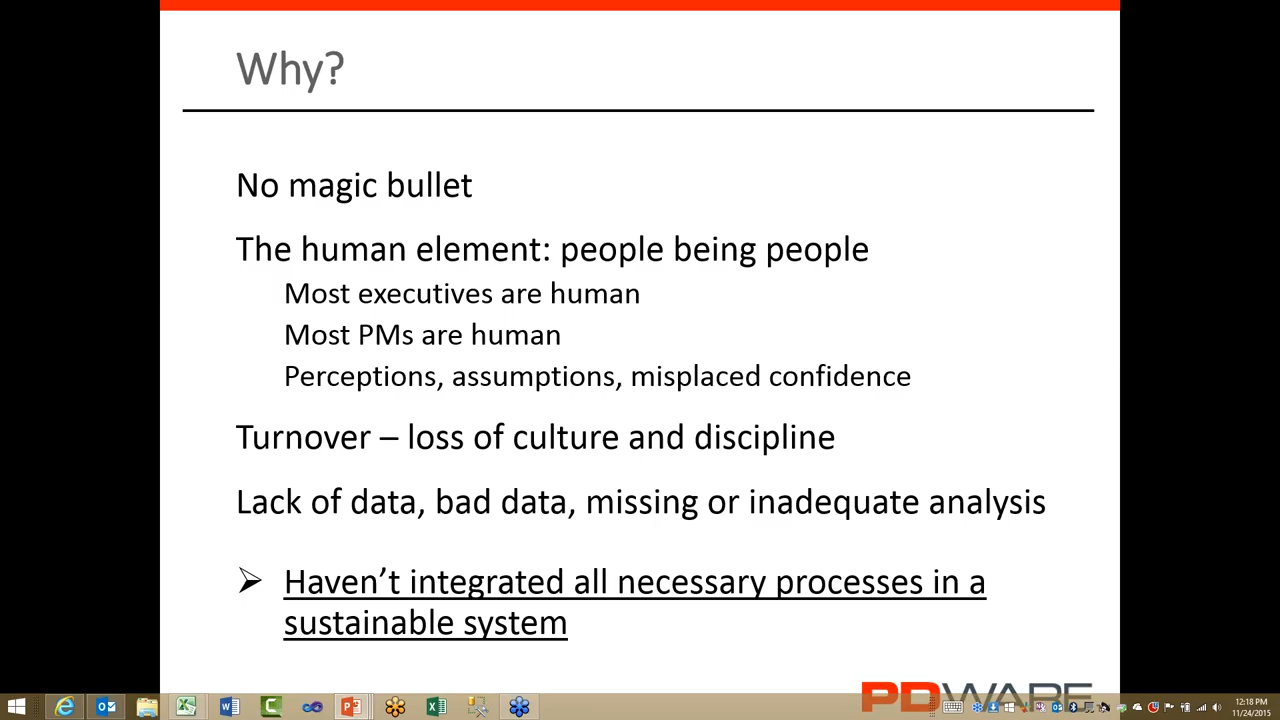 Why?
No magic bullet
The human element: people being people
Most executives are human
Most PMs are human
Perceptions, assumptions, misplaced confidence
Turnover – loss of culture and discipline
Lack of data, bad data, missing or inadequate analysis
➢ Haven’t integrated all necessary processes in a
sustainable system
PDWARE
12:18 PM
11/24/2015